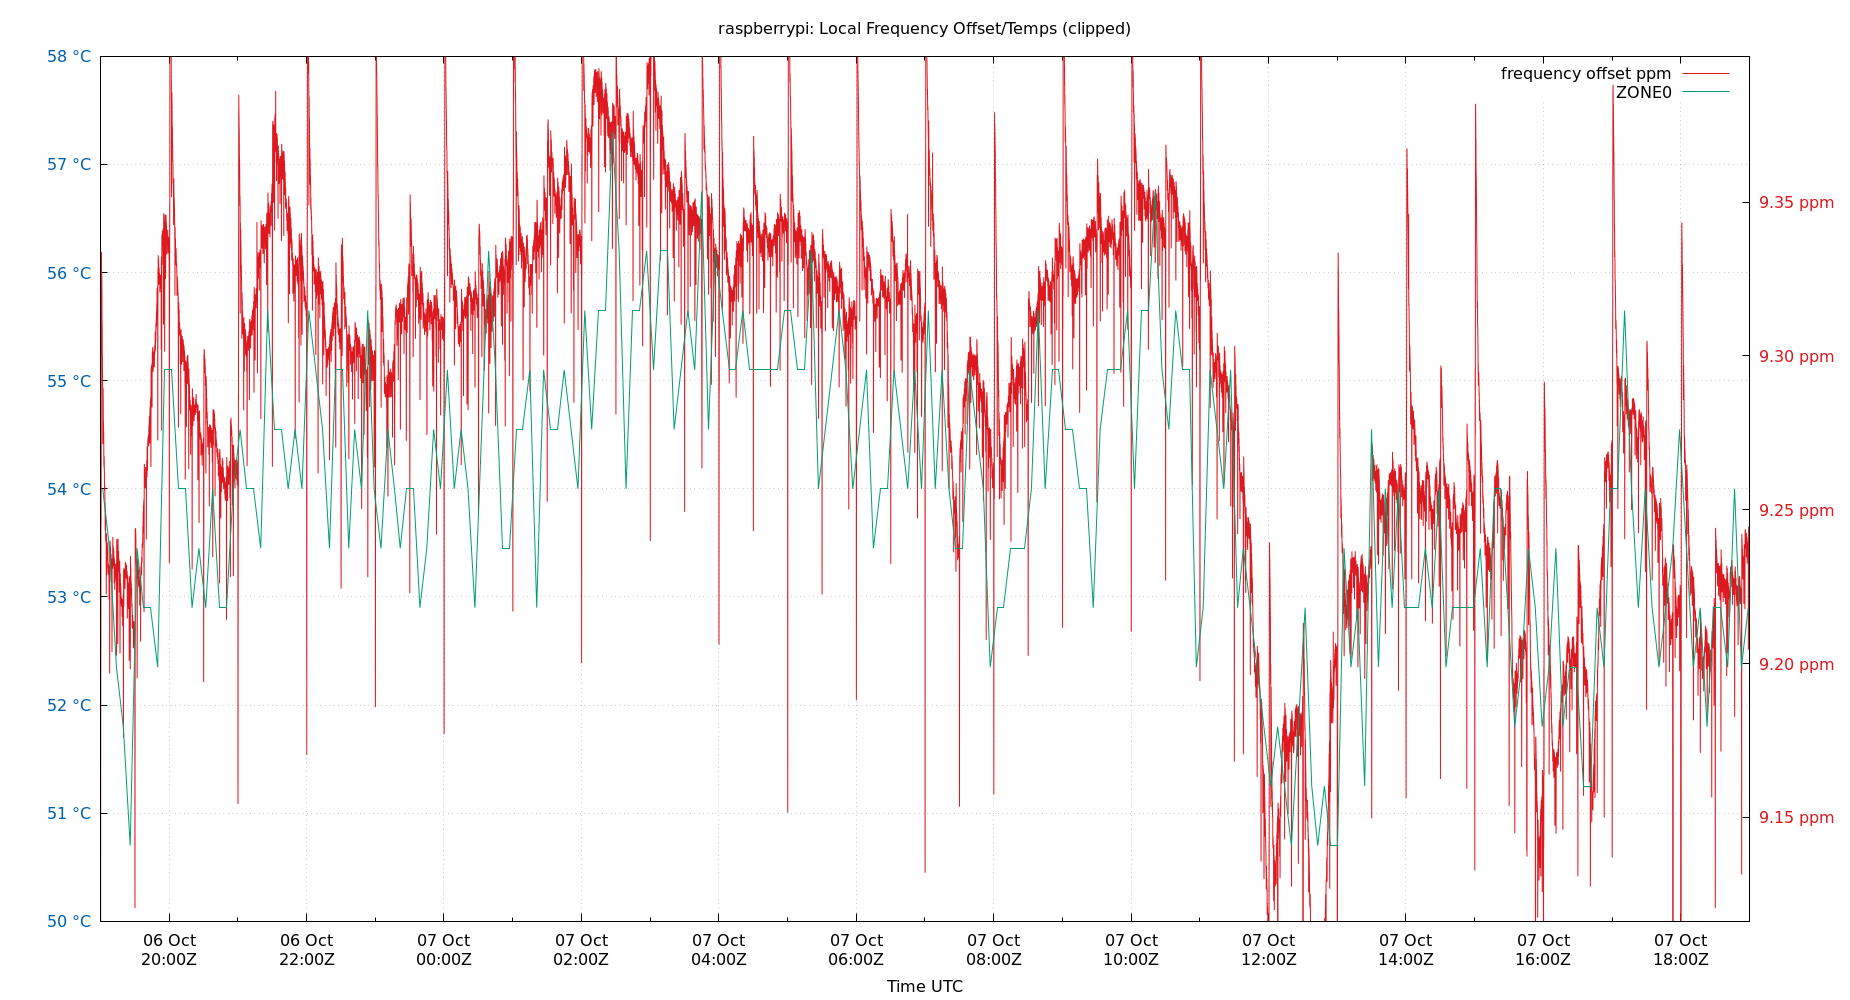 raspberrypi: Local Frequency Offset/Temps (clipped)
frequency offset ppm
ZONE0
58 °C
57 °C
56 °C
55 °C
54 °C
53 °C
52 °C
51 °C
50 °C
9.35 ppm
9.30 ppm
9.25 ppm
9.20 ppm
9.15 ppm
06 Oct 06 Oct 07 Oct 07 Oct 07 Oct 07 Oct 07 Oct 07 Oct 07 Oct 07 Oct 07 Oct 07 Oct
20:00Z 22:00Z 00:00Z 02:00Z 04:00Z 06:00Z 08:00Z 10:00Z 12:00Z 14:00Z 16:00Z 18:00Z
Time UTC